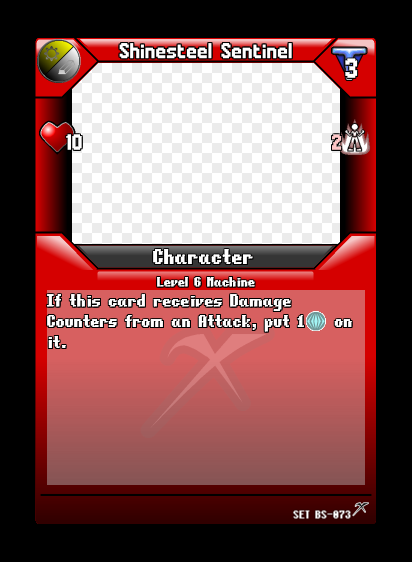 Shinesteel Sentinel
3
10
2
Character
Level 6 Machine
If this card receives Damage
Counters from an Attack, put 1 on
it.
SET BS-073